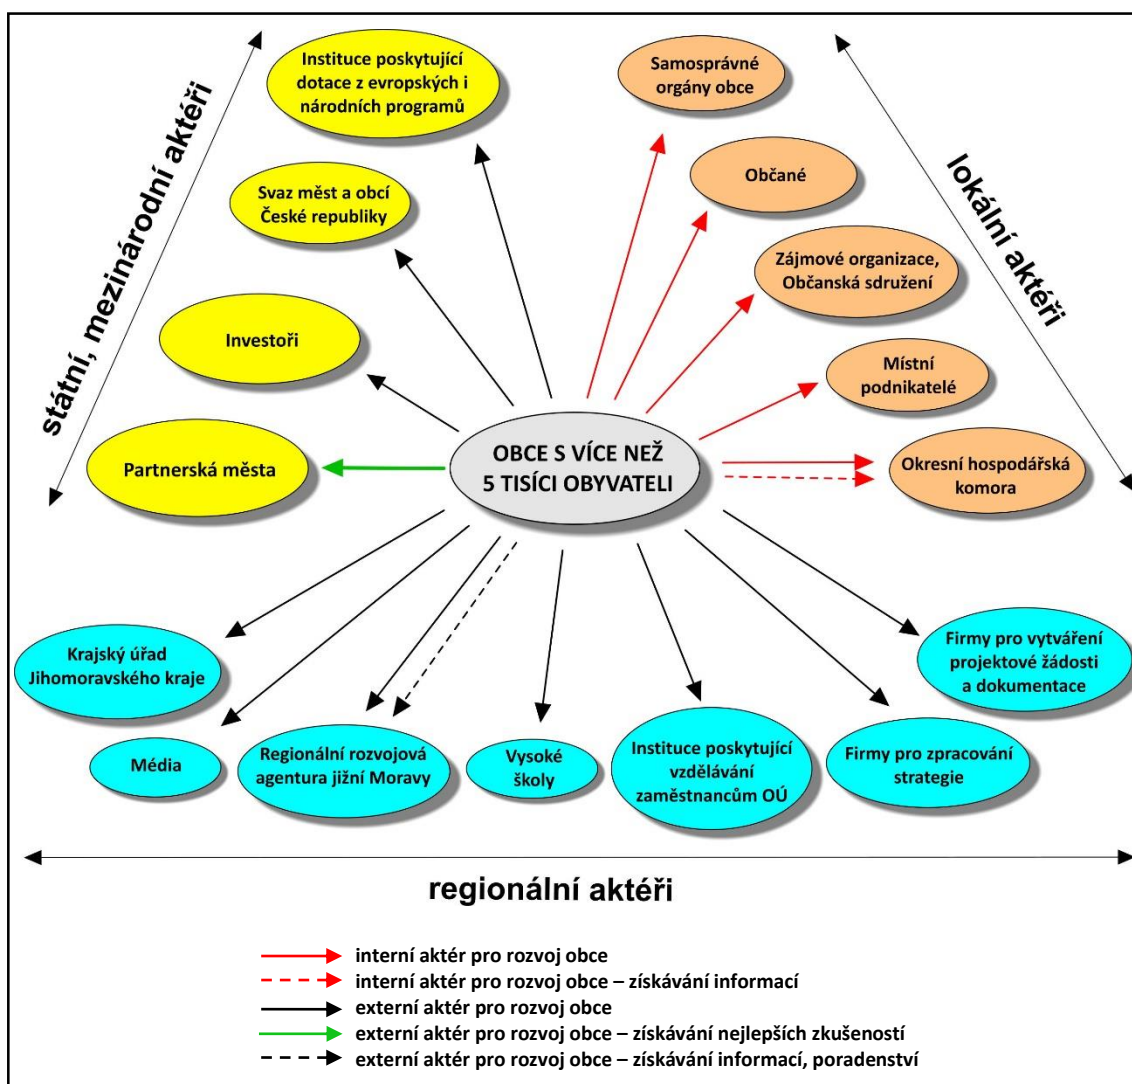 Instituce poskytující
dotace z evropských i
národních programů
Samosprávné
orgány obce
státní, mezinárodní aktéři
lokální aktéři
Svaz měst a obcí
České republiky
Občané
Zájmové organizace,
Občanská sdružení
Investoři
Místní
podnikatelé
Partnerská města
OBCE S VÍCE NEŽ
5 TISÍCI OBYVATELI
Okresní hospodářská
komora
Krajský úřad
Jihomoravského kraje
Firmy pro vytváření
projektové žádosti
a dokumentace
Média
Regionální rozvojová
agentura jižní Moravy
Vysoké
školy
Instituce poskytující
vzdělávání
zaměstnancům OÚ
Firmy pro zpracování
strategie
regionální aktéři
interní aktér pro rozvoj obce
interní aktér pro rozvoj obce – získávání informací
externí aktér pro rozvoj obce
externí aktér pro rozvoj obce – získávání nejlepších zkušeností
externí aktér pro rozvoj obce – získávání informací, poradenství